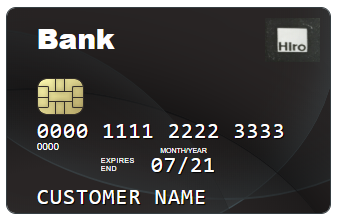 Bank
HIro
0000 1111 2222 3333
0000
MONTH/YEAR
EXPIRES
END
07/21
CUSTOMER NAME